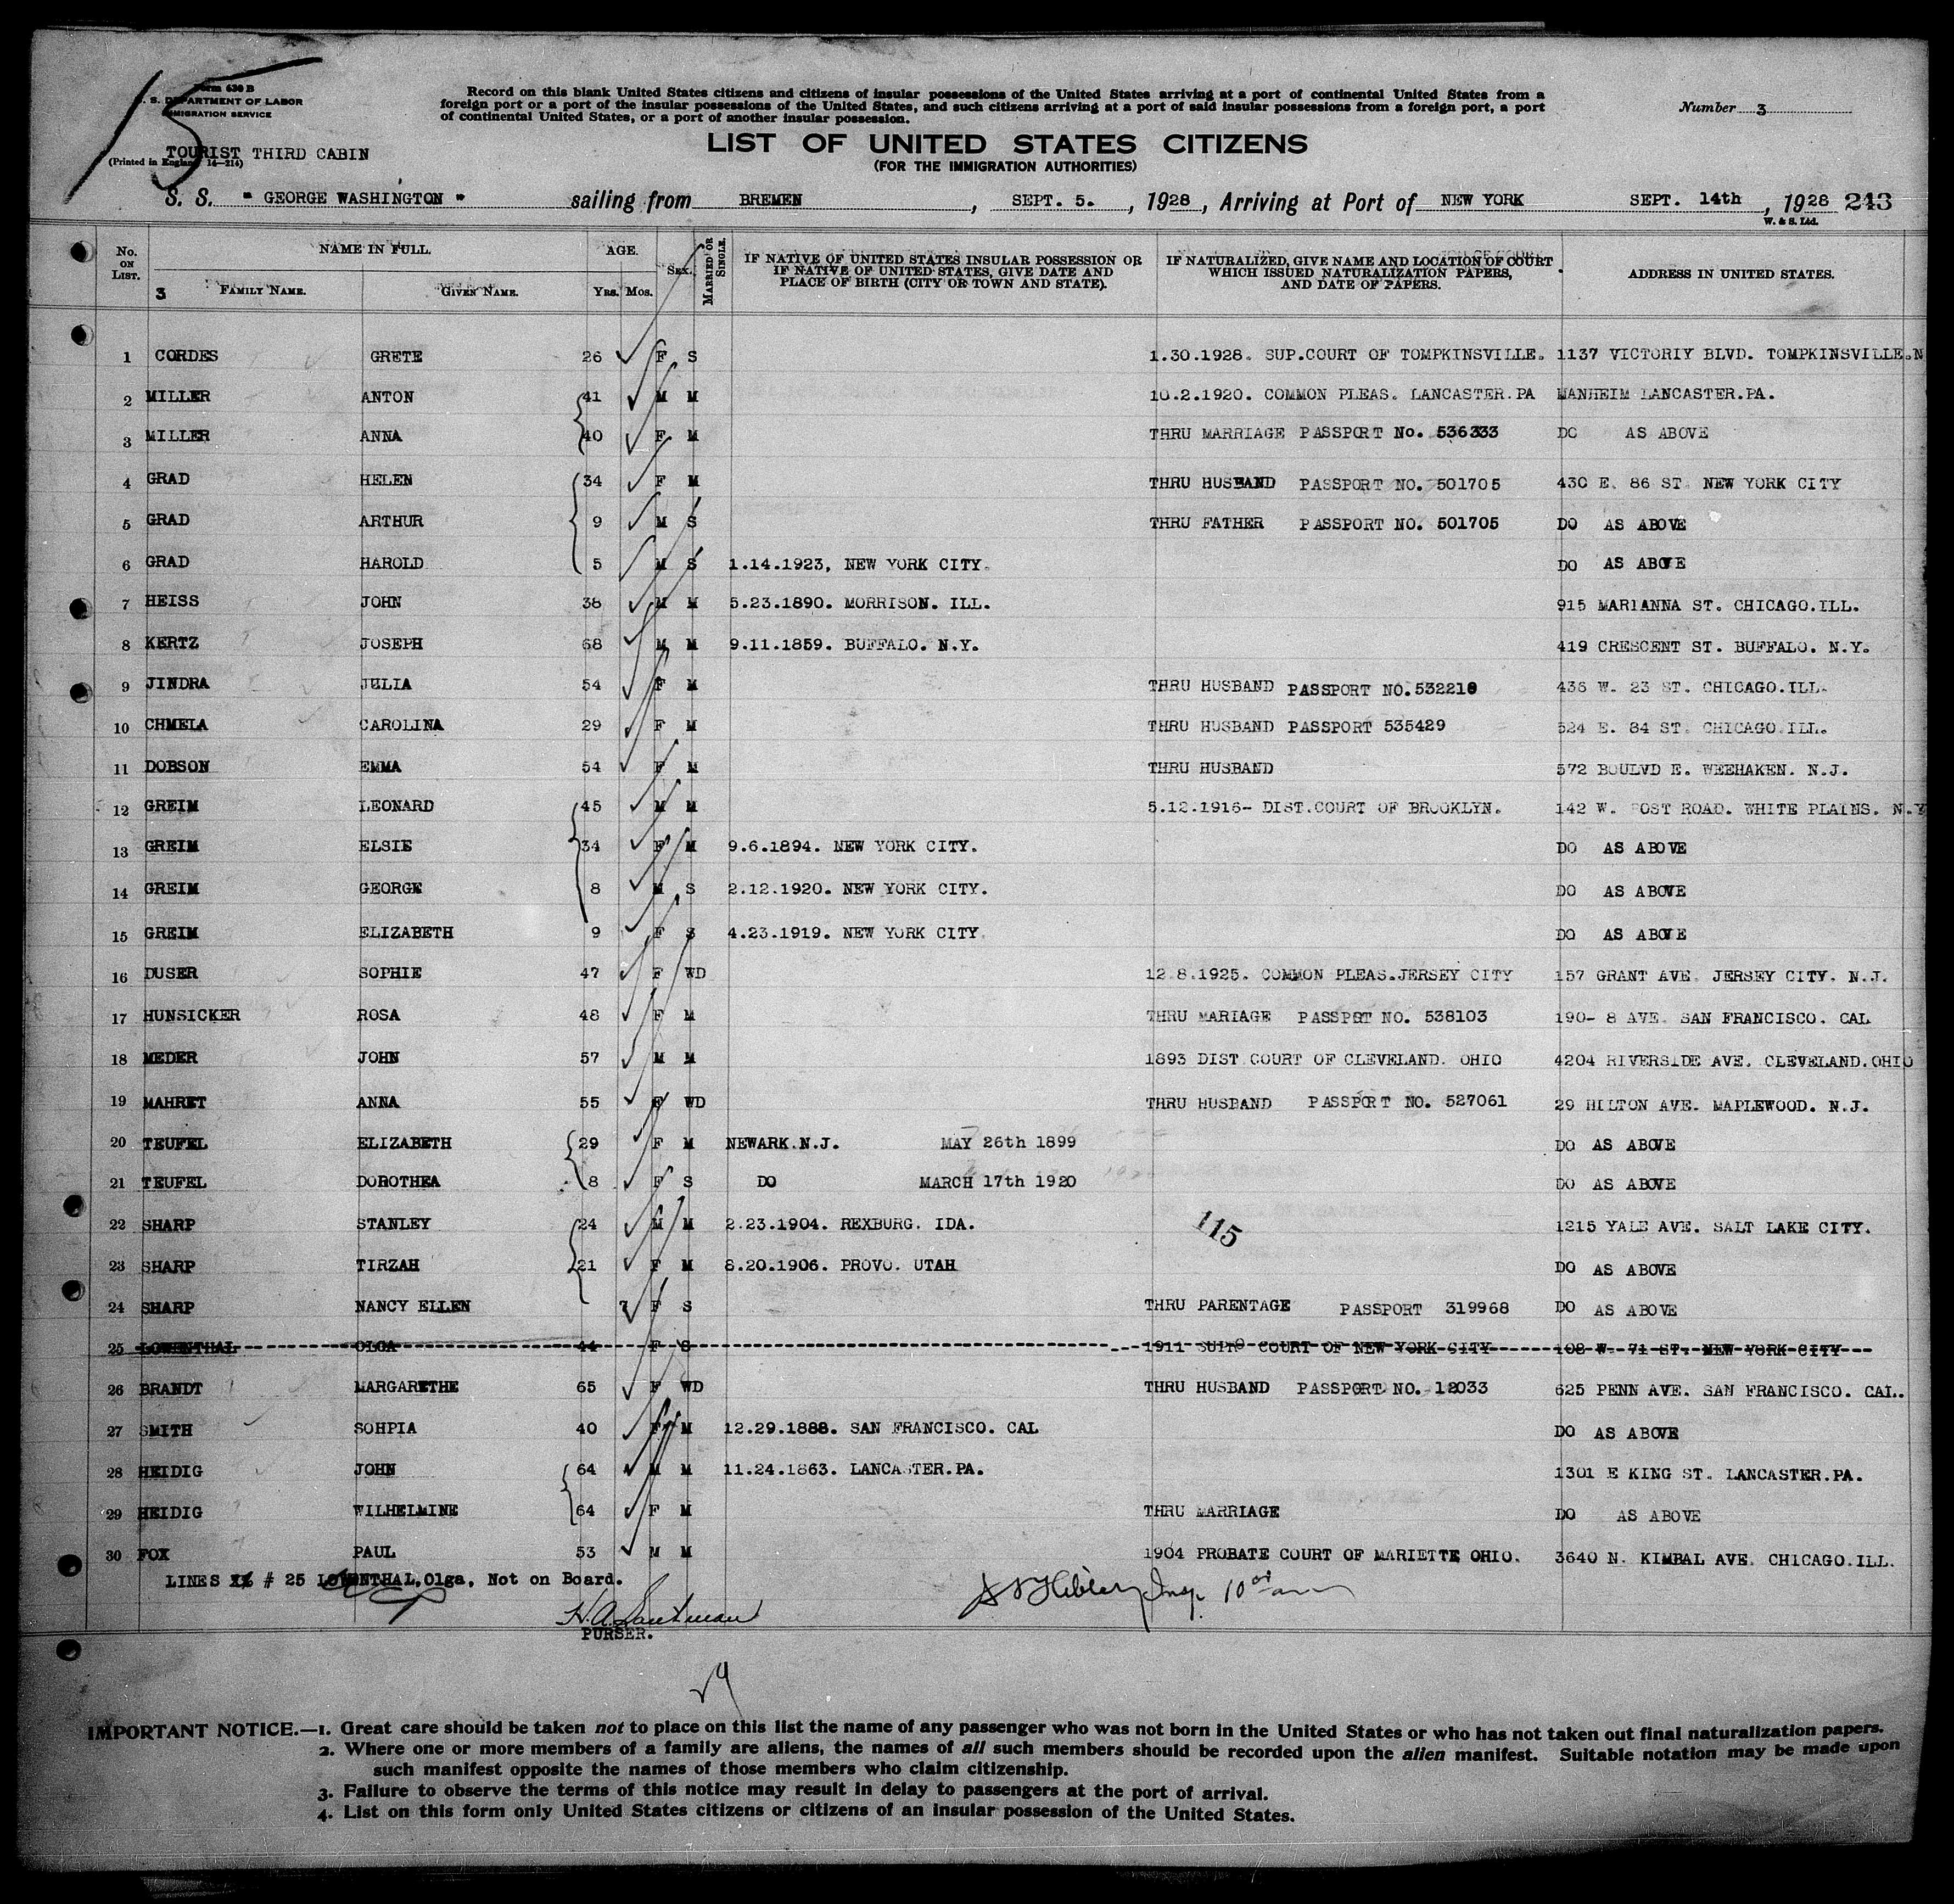 15
Form 630 B
U. S. DEPARTMENT OF LABOR
IMMIGRATION SERVICE
Record on this blank United States citizens and citizens of insular possessions of the United States arriving at a port of continental United States from a
foreign port or a port of the insular possessions of the United States, and such citizens arriving at a port of said insular possessions from a foreign port, a port
of continental United States, or a port of another insular possession.
Number 3
LIST OF UNITED STATES CITIZENS
(FOR THE IMMIGRATION AUTHORITIES)
TOURIST THIRD CABIN
(Printed in England 14—214)
S. S. " GEORGE WASHINGTON " sailing from BREMEN, SEPT. 5., 1928, Arriving at Port of NEW YORK SEPT. 14th, 1928 243
W. & S. Ltd.
No. ON LIST. NAME IN FULL. AGE. SEX. MARRIED OR SINGLE. IF NATIVE OF UNITED STATES INSULAR POSSESSION OR IF NATIVE OF UNITED STATES, GIVE DATE AND PLACE OF BIRTH (CITY OR TOWN AND STATE). IF NATURALIZED, GIVE NAME AND LOCATION OF COURT WHICH ISSUED NATURALIZATION PAPERS, AND DATE OF PAPERS. ADDRESS IN UNITED STATES.
3 FAMILY NAME. GIVEN NAME. YRS. MOS.
1 CORDES GRETE 26 F S 1.30.1928. SUP.COURT OF TOMPKINSVILLE. 1137 VICTORIY BLVD. TOMPKINSVILLE.N
2 MILLER ANTON 41 M M 10.2.1920. COMMON PLEAS. LANCASTER.PA MANHEIM LANCASTER.PA.
3 MILLER ANNA 40 F M THRU MARRIAGE PASSPORT No. 536333 DO AS ABOVE
4 GRAD HELEN 34 F M THRU HUSBAND PASSPORT NO. 501705 430 E. 86 ST. NEW YORK CITY
5 GRAD ARTHUR 9 M S THRU FATHER PASSPORT NO. 501705 DO AS ABOVE
6 GRAD HAROLD 5 M S 1.14.1923, NEW YORK CITY. DO AS ABOVE
7 HEISS JOHN 38 M M 5.23.1890. MORRISON. ILL. 915 MARIANNA ST. CHICAGO.ILL.
8 KERTZ JOSEPH 68 M M 9.11.1859. BUFFALO. N.Y. 419 CRESCENT ST. BUFFALO. N.Y.
9 JINDRA JULIA 54 F M THRU HUSBAND PASSPORT NO.532218 436 W. 23 ST. CHICAGO.ILL.
10 CHMELA CAROLINA 29 F M THRU HUSBAND PASSPORT 535429 524 E. 84 ST. CHICAGO.ILL.
11 DOBSON EMMA 54 F M THRU HUSBAND 572 BOULVD E. WEEHAKEN. N.J.
12 GREIM LEONARD 45 M M 5.12.1916- DIST.COURT OF BROOKLYN. 142 W. POST ROAD. WHITE PLAINS. N.Y
13 GREIM ELSIE 34 F M 9.6.1894. NEW YORK CITY. DO AS ABOVE
14 GREIM GEORGE 8 M S 2.12.1920. NEW YORK CITY. DO AS ABOVE
15 GREIM ELIZABETH 9 F S 4.23.1919. NEW YORK CITY. DO AS ABOVE
16 DUSER SOPHIE 47 F WD 12.8.1925. COMMON PLEAS.JERSEY CITY 157 GRANT AVE. JERSEY CITY. N.J.
17 HUNSICKER ROSA 48 F M THRU MARIAGE PASSPRT NO. 538103 190- 8 AVE. SAN FRANCISCO. CAL
18 MEDER JOHN 57 M M 1893 DIST.COURT OF CLEVELAND. OHIO 4204 RIVERSIDE AVE. CLEVELAND.OHIO
19 MAHRET ANNA 55 F WD THRU HUSBAND PASSPORT NO. 527061 29 HILTON AVE. MAPLEWOOD. N.J.
20 TEUFEL ELIZABETH 29 F M NEWARK.N.J. MAY 26th 1899 DO AS ABOVE
21 TEUFEL DOROTHEA 8 F S DO MARCH 17th 1920 DO AS ABOVE
22 SHARP STANLEY 24 M M 2.23.1904. REXBURG. IDA. 115 1215 YALE AVE. SALT LAKE CITY.
23 SHARP TIRZAH 21 F M 8.20.1906. PROVO. UTAH DO AS ABOVE
24 SHARP NANCY ELLEN 7 F S THRU PARENTAGE PASSPORT 319968 DO AS ABOVE
25 LOWENTHAL OLGA 44 F S 1911 SUPR COURT OF NEW YORK CITY 108 W. 71 ST. NEW YORK CITY
26 BRANDT MARGARETHE 65 F WD THRU HUSBAND PASSPORT NO. 12033 625 PENN AVE. SAN FRANCISCO. CAL.
27 SMITH SOHPIA 40 F M 12.29.1888. SAN FRANCISCO. CAL DO AS ABOVE
28 HEIDIG JOHN 64 M M 11.24.1863. LANCASTER.PA. 1301 E KING ST. LANCASTER.PA.
29 HEIDIG WILHELMINE 64 F M THRU MARRIAGE DO AS ABOVE
30 FOX PAUL 53 M M 1904 PROBATE COURT OF MARIETTE OHIO. 3640 N. KIMBAL AVE. CHICAGO.ILL.
LINES # 25 LOWENTHAL,Olga, Not on Board.
Insp. 10 am
PURSER.
IMPORTANT NOTICE.—1. Great care should be taken not to place on this list the name of any passenger who was not born in the United States or who has not taken out final naturalization papers.
2. Where one or more members of a family are aliens, the names of all such members should be recorded upon the alien manifest. Suitable notation may be made upon
such manifest opposite the names of those members who claim citizenship.
3. Failure to observe the terms of this notice may result in delay to passengers at the port of arrival.
4. List on this form only United States citizens or citizens of an insular possession of the United States.